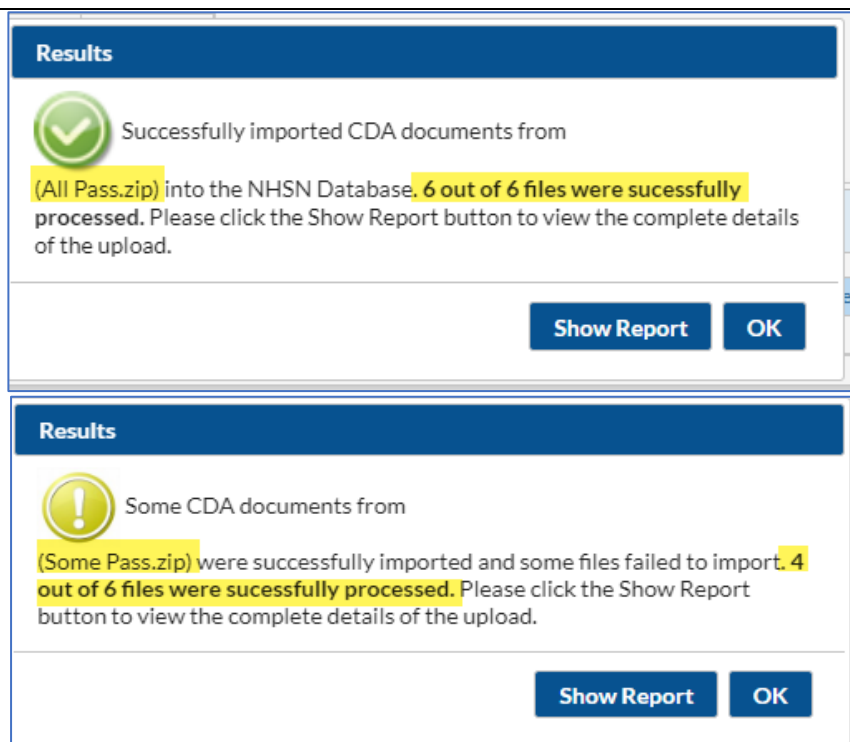 Results
Successfully imported CDA documents from
(All Pass.zip) into the NHSN Database. 6 out of 6 files were sucessfully
processed. Please click the Show Report button to view the complete details
of the upload.
Show Report OK
Results
Some CDA documents from
(Some Pass.zip) were successfully imported and some files failed to import. 4
out of 6 files were sucessfully processed. Please click the Show Report
button to view the complete details of the upload.
Show Report OK